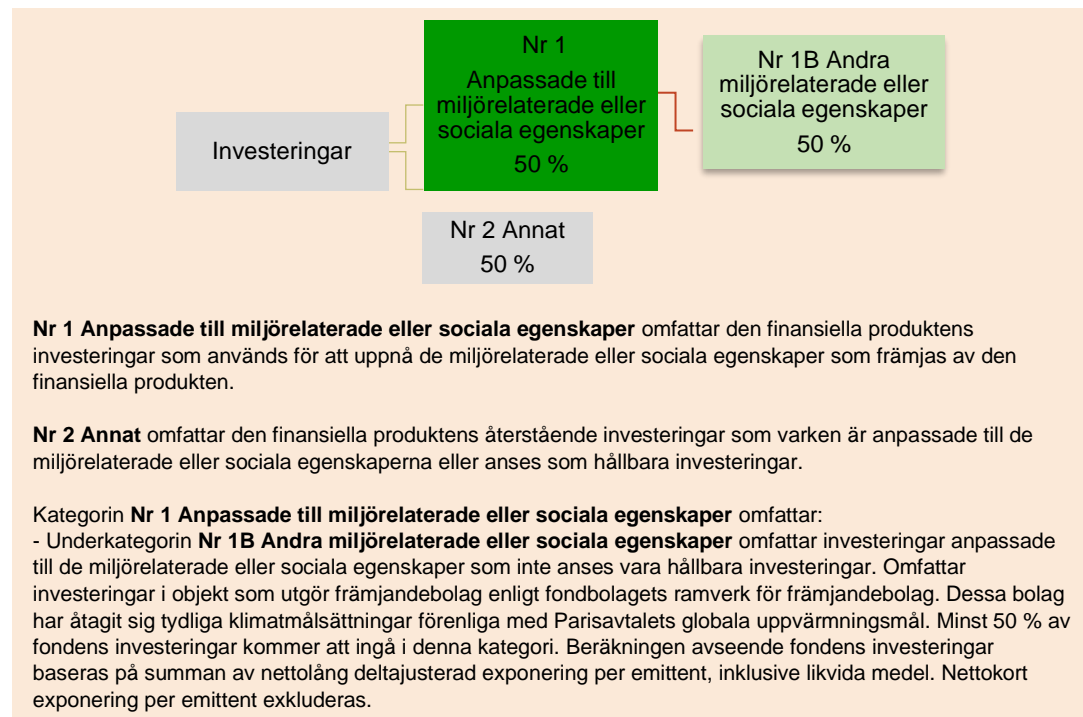 Nr 1
Anpassade till
miljörelaterade eller
sociala egenskaper
50 %
Nr 1B Andra
miljörelaterade eller
sociala egenskaper
50 %
Investeringar
Nr 2 Annat
50 %
Nr 1 Anpassade till miljörelaterade eller sociala egenskaper omfattar den finansiella produktens
investeringar som används för att uppnå de miljörelaterade eller sociala egenskaper som främjas av den
finansiella produkten.
Nr 2 Annat omfattar den finansiella produktens återstående investeringar som varken är anpassade till de
miljörelaterade eller sociala egenskaperna eller anses som hållbara investeringar.
Kategorin Nr 1 Anpassade till miljörelaterade eller sociala egenskaper omfattar:
- Underkategorin Nr 1B Andra miljörelaterade eller sociala egenskaper omfattar investeringar anpassade
till de miljörelaterade eller sociala egenskaper som inte anses vara hållbara investeringar. Omfattar
investeringar i objekt som utgör främjandebolag enligt fondbolagets ramverk för främjandebolag. Dessa bolag
har åtagit sig tydliga klimatmålsättningar förenliga med Parisavtalets globala uppvärmningsmål. Minst 50 % av
fondens investeringar kommer att ingå i denna kategori. Beräkningen avseende fondens investeringar
baseras på summan av nettolång deltajusterad exponering per emittent, inklusive likvida medel. Nettokort
exponering per emittent exkluderas.